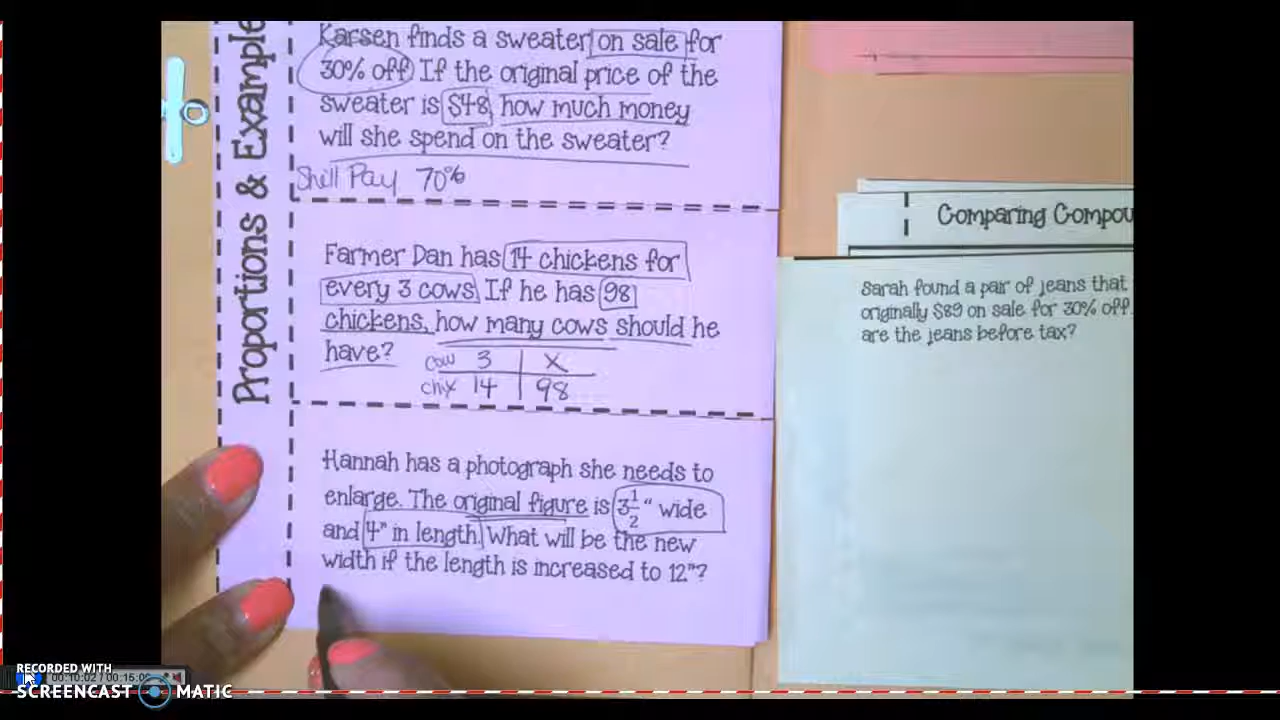 Proportions & Example
Karsen finds a sweater on sale for
30% off. If the original price of the
sweater is $48, how much money
will she spend on the sweater?
She'll Pay 70%
Farmer Dan has 14 chickens for
every 3 cows. If he has 98
chickens, how many cows should he
have?
cow 3 X
chix 14 98
Hannah has a photograph she needs to
enlarge. The original figure is 3 1/2 " wide
and 4" in length. What will be the new
width if the length is increased to 12"?
Comparing Compou
Sarah found a pair of jeans that
originally $89 on sale for 30% off.
are the jeans before tax?
RECORDED WITH
SCREENCAST MATIC